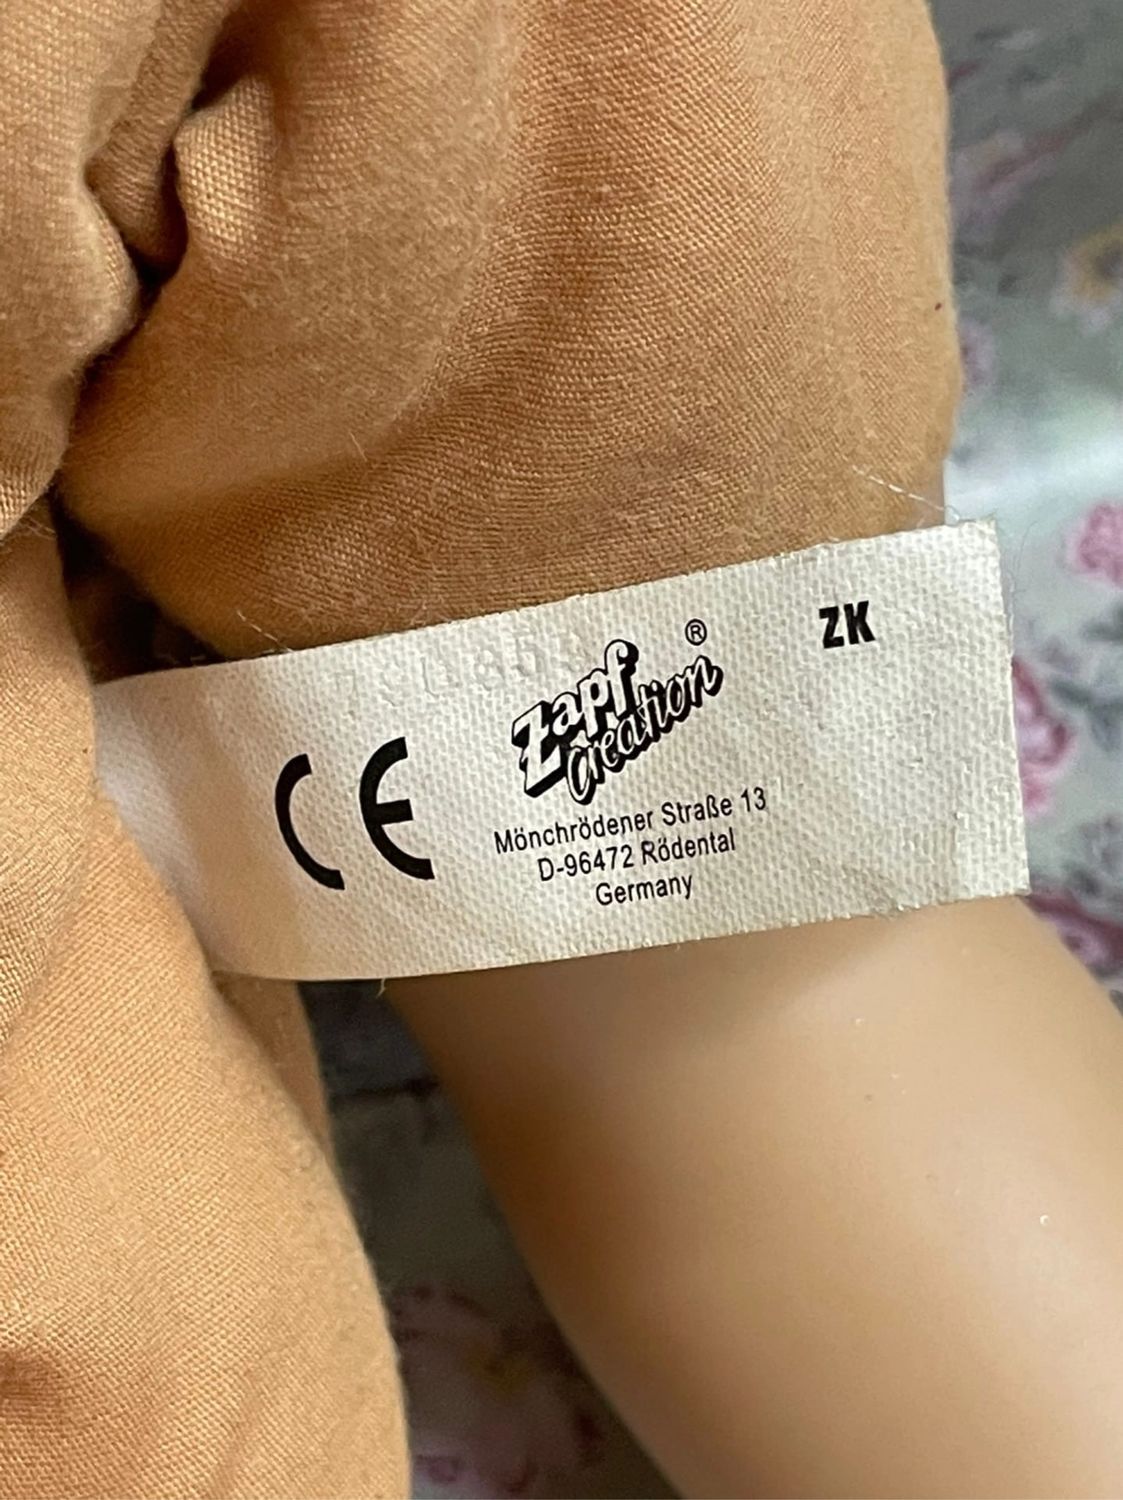 ZK
Zapf ®
Creation
CE
Mönchrödener Straße 13
D-96472 Rödental
Germany